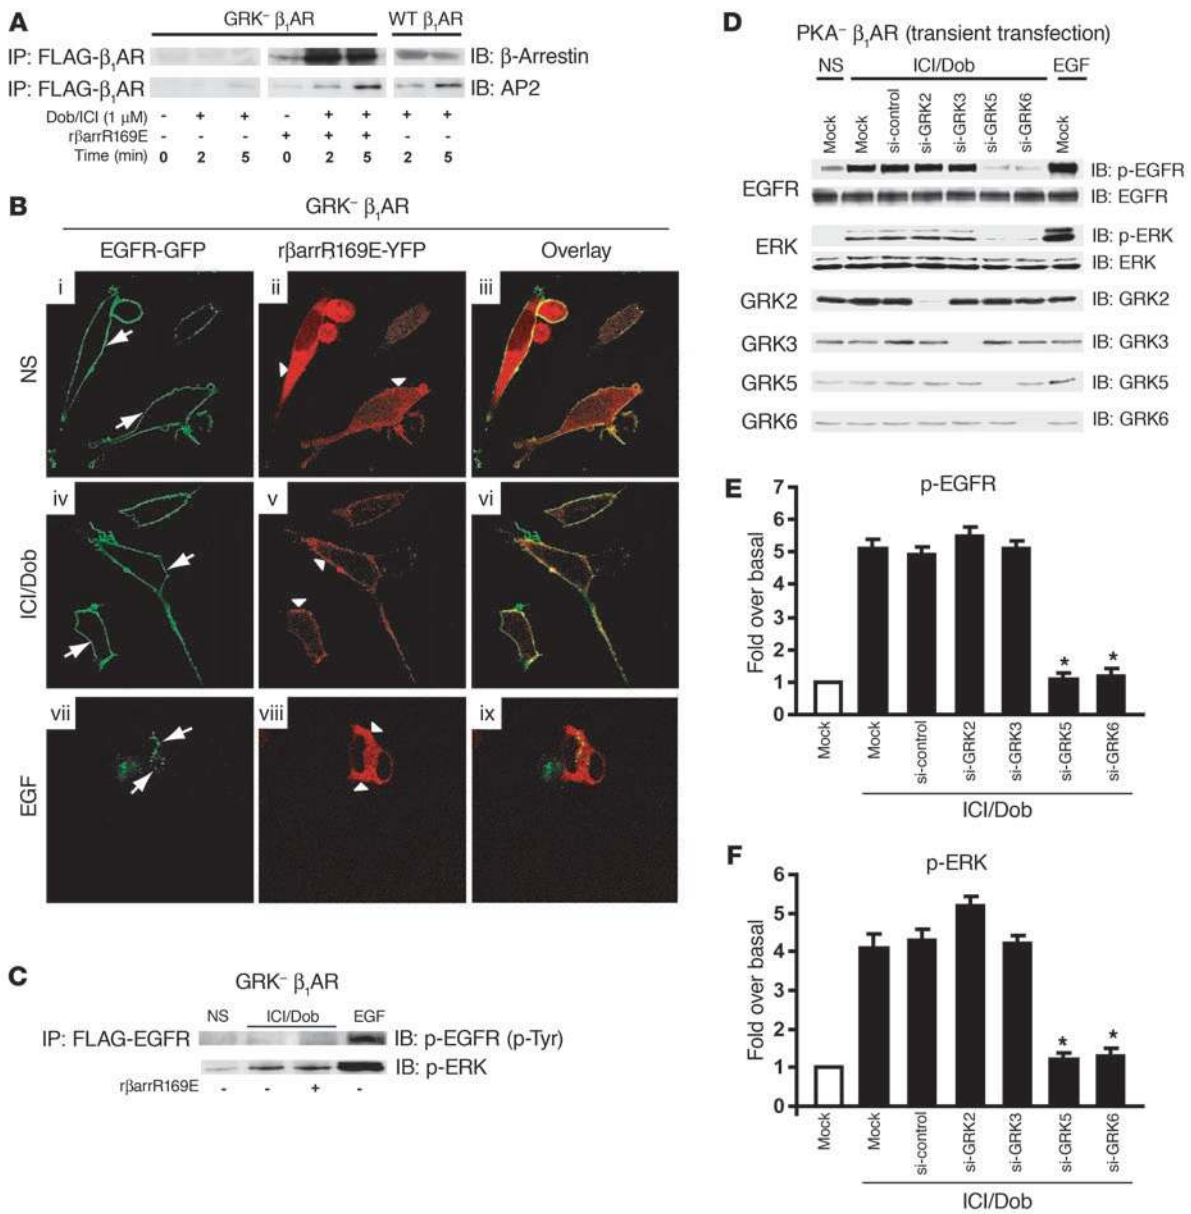 A
GRK– β₁AR WT β₁AR
IP: FLAG-β₁AR IB: β-Arrestin
IP: FLAG-β₁AR IB: AP2
Dob/ICI (1 μM) - + + - + + + +
rβarrR169E - - - + + + - -
Time (min) 0 2 5 0 2 5 2 5
B
GRK– β₁AR
EGFR-GFP rβarrR169E-YFP Overlay
NS
i ii iii
ICI/Dob
iv v vi
EGF
vii viii ix
C
GRK– β₁AR
NS ICI/Dob EGF
IP: FLAG-EGFR IB: p-EGFR (p-Tyr)
IB: p-ERK
rβarrR169E - - + -
D
PKA– β₁AR (transient transfection)
NS ICI/Dob EGF
Mock Mock si-control si-GRK2 si-GRK3 si-GRK5 si-GRK6 Mock
EGFR IB: p-EGFR
IB: EGFR
ERK IB: p-ERK
IB: ERK
GRK2 IB: GRK2
GRK3 IB: GRK3
GRK5 IB: GRK5
GRK6 IB: GRK6
E
p-EGFR
Fold over basal
7
6
5
4
3
2
1
0
* *
Mock Mock si-control si-GRK2 si-GRK3 si-GRK5 si-GRK6
ICI/Dob
F
p-ERK
Fold over basal
6
5
4
3
2
1
0
* *
Mock Mock si-control si-GRK2 si-GRK3 si-GRK5 si-GRK6
ICI/Dob